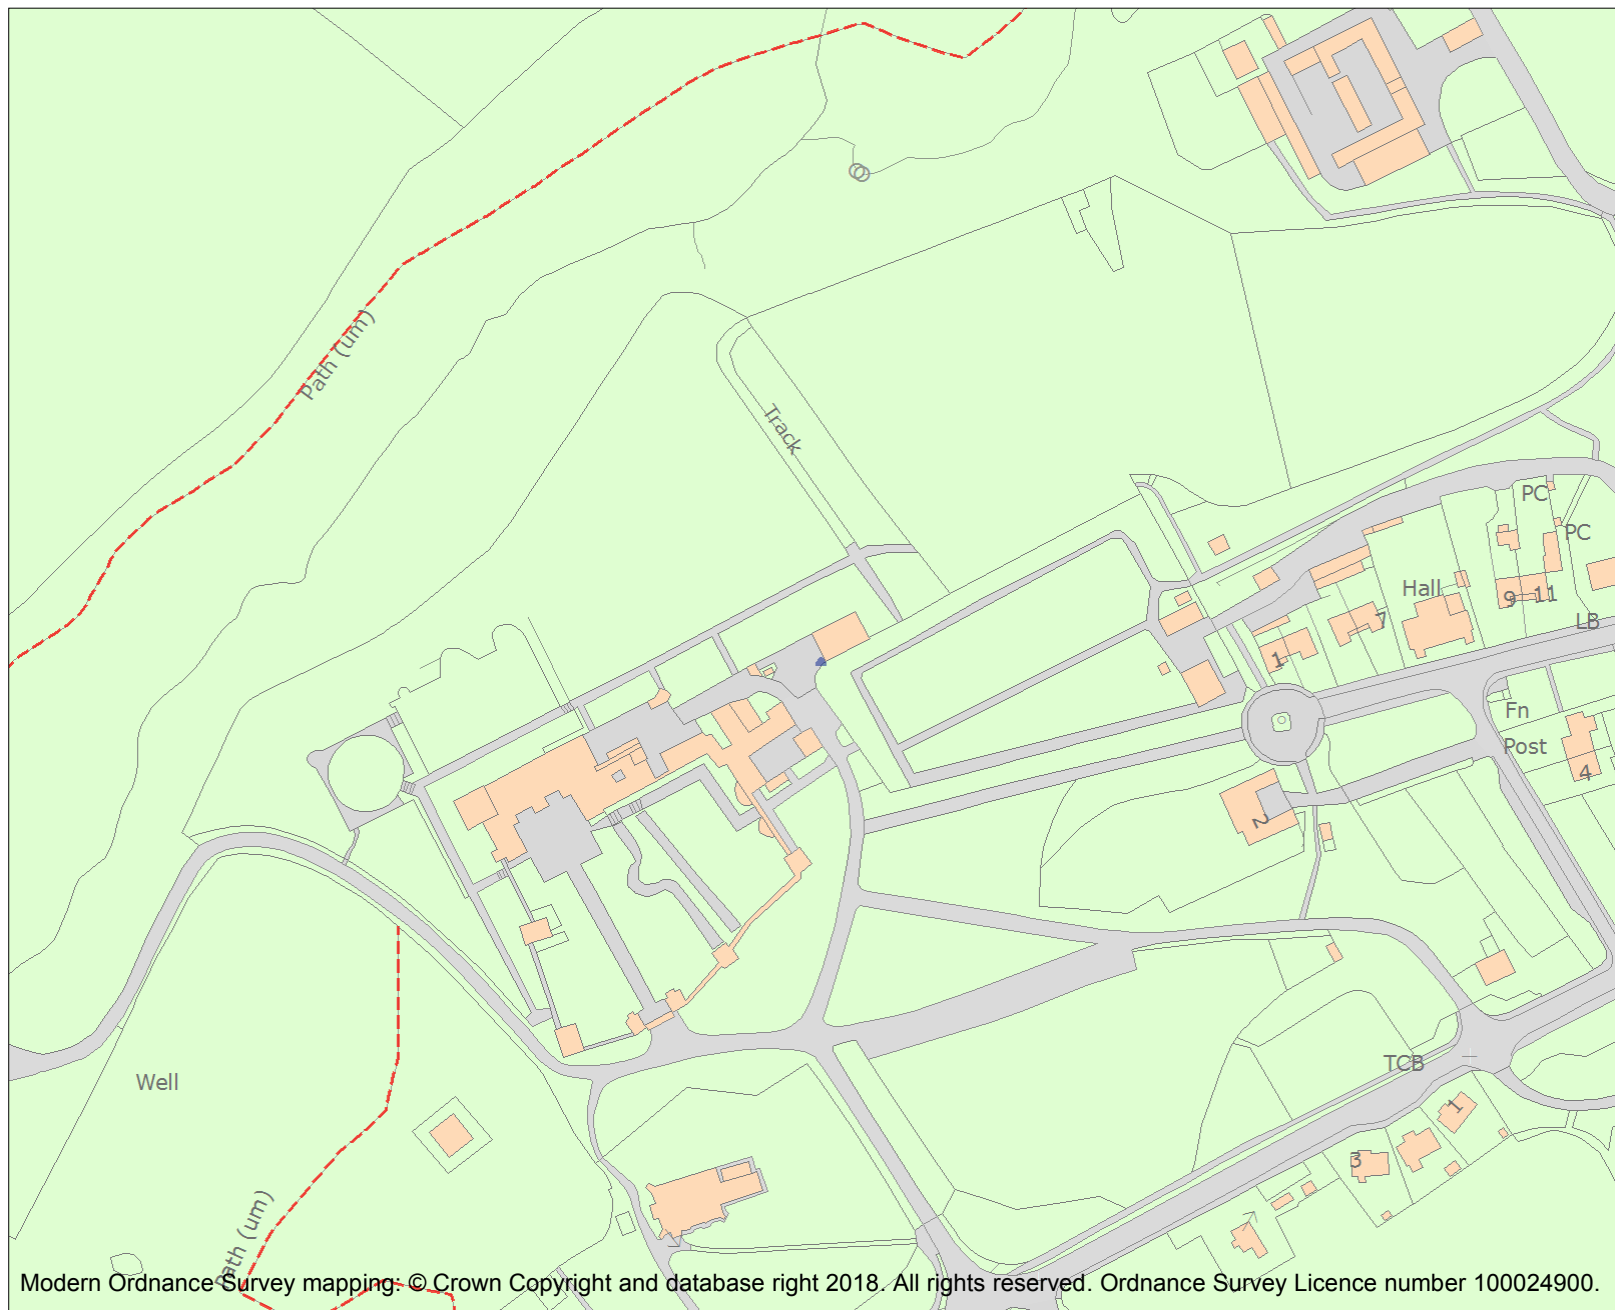 Path (um)
Track
PC
PC
Hall
9
11
7
LB
1
Fn
Post
4
2
TCB
Well
1
3
Path (um)
Modern Ordnance Survey mapping. © Crown Copyright and database right 2018. All rights reserved. Ordnance Survey Licence number 100024900.